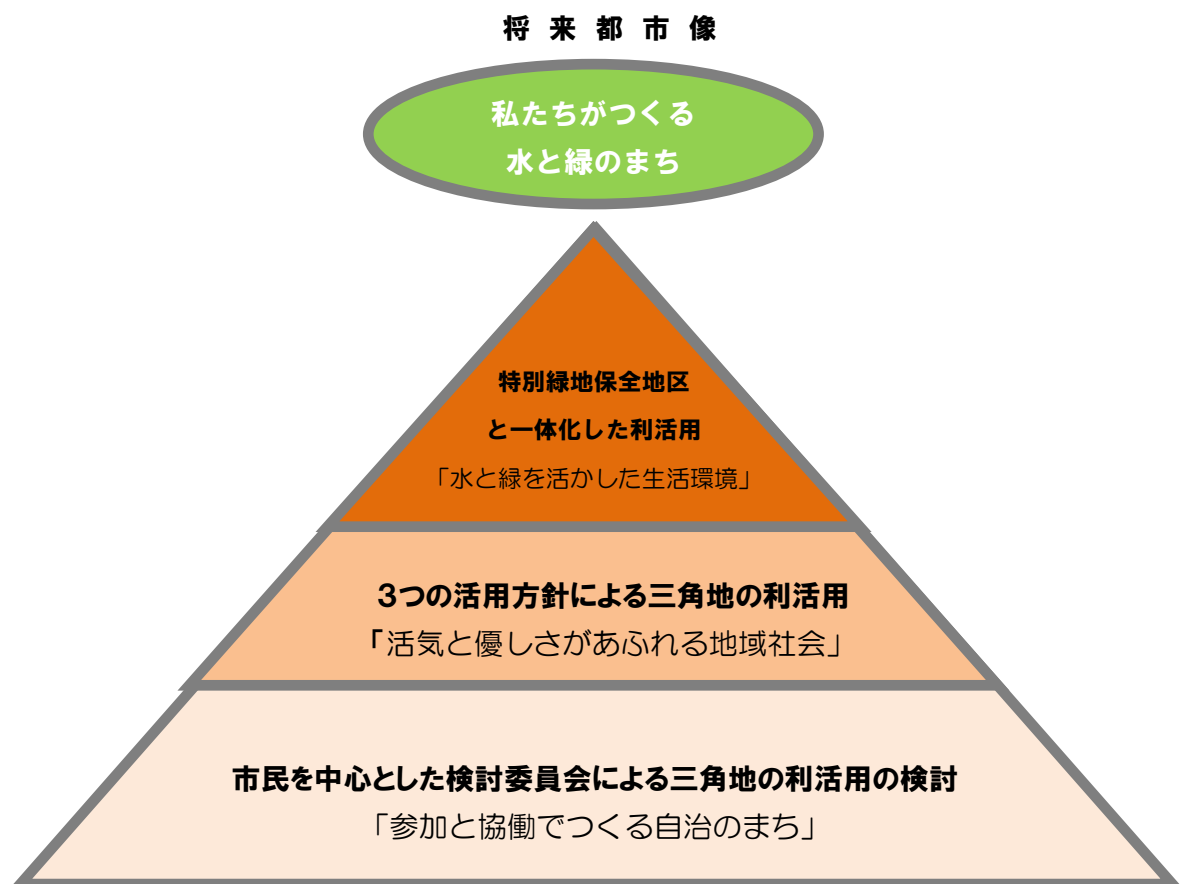 将来都市像
私たちがつくる
水と緑のまち
特別緑地保全地区
と一体化した利活用
「水と緑を活かした生活環境」
3つの活用方針による三角地の利活用
「活気と優しさがあふれる地域社会」
市民を中心とした検討委員会による三角地の利活用の検討
「参加と協働でつくる自治のまち」